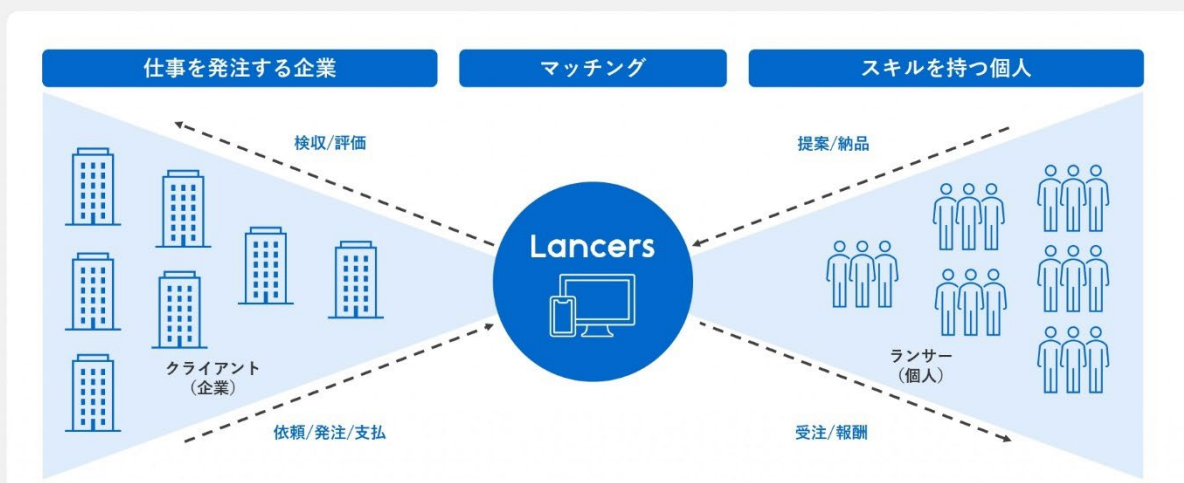 仕事を発注する企業
マッチング
スキルを持つ個人
検収/評価
提案/納品
Lancers
クライアント
（企業）
ランサー
（個人）
依頼/発注/支払
受注/報酬